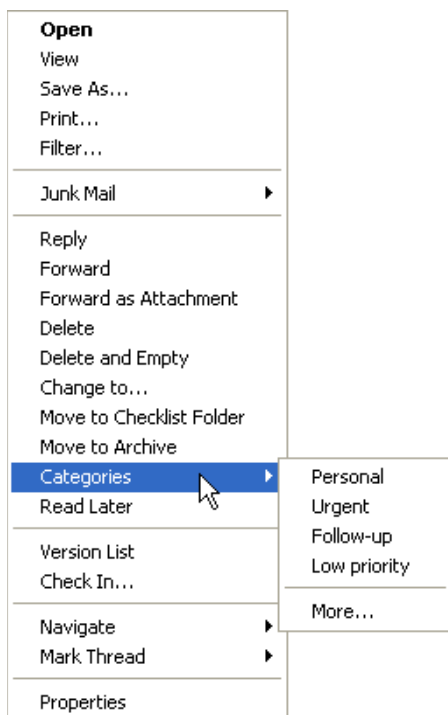 Open
View
Save As...
Print...
Filter...
Junk Mail
Reply
Forward
Forward as Attachment
Delete
Delete and Empty
Change to...
Move to Checklist Folder
Move to Archive
Categories
Read Later
Version List
Check In...
Navigate
Mark Thread
Properties
Personal
Urgent
Follow-up
Low priority
More...